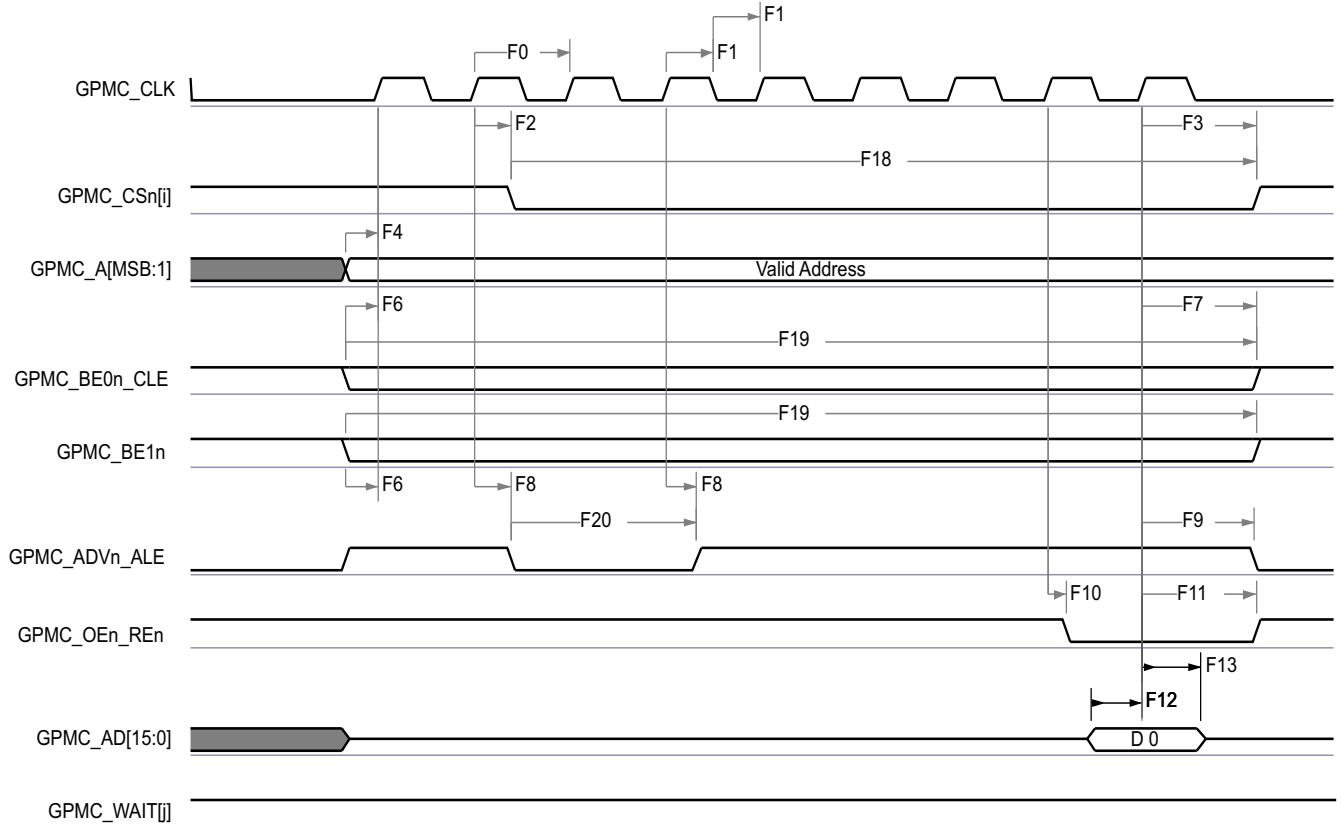 F1
F0
F1
GPMC_CLK
F2
F3
F18
GPMC_CSn[i]
F4
GPMC_A[MSB:1]
Valid Address
F6
F7
F19
GPMC_BE0n_CLE
F19
GPMC_BE1n
F6
F8
F8
F20
F9
GPMC_ADVn_ALE
F10
F11
GPMC_OEn_REn
F13
F12
GPMC_AD[15:0]
D 0
GPMC_WAIT[j]